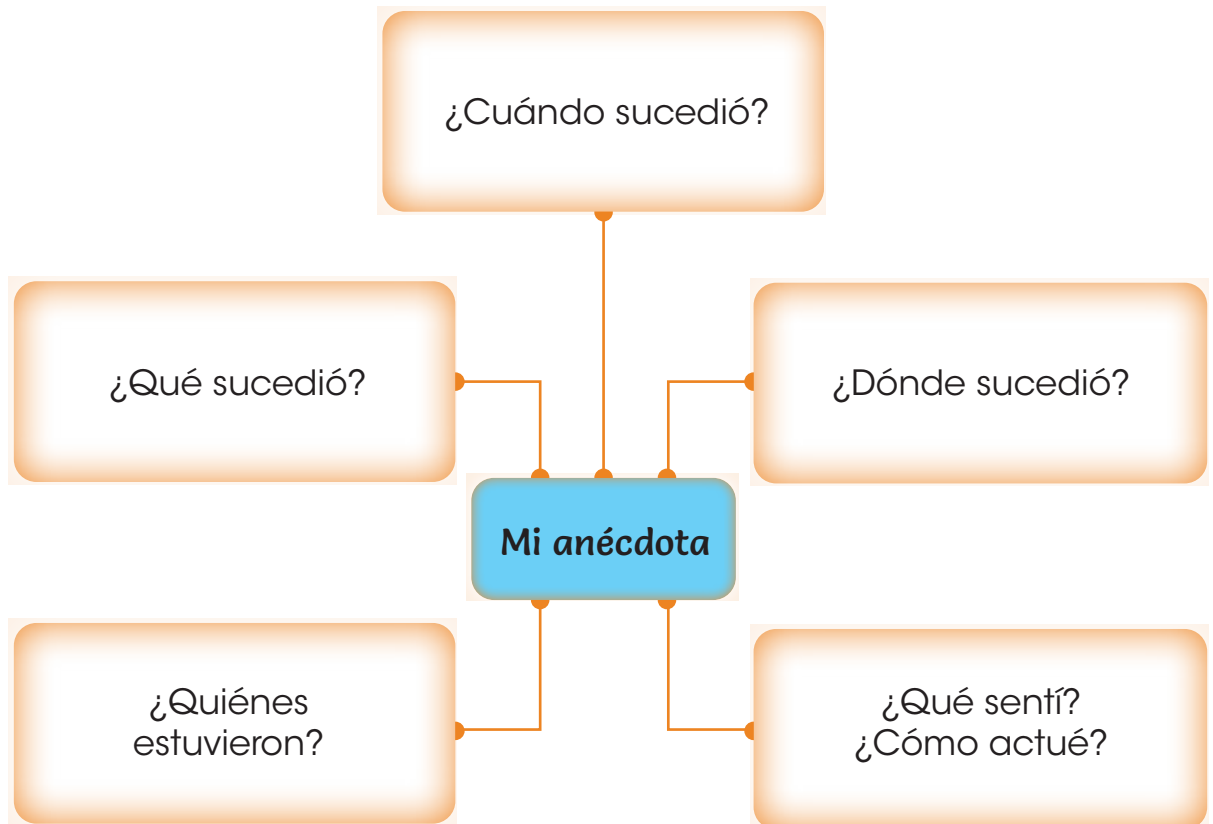 ¿Cuándo sucedió?
¿Qué sucedió?
¿Dónde sucedió?
Mi anécdota
¿Quiénes
estuvieron?
¿Qué sentí?
¿Cómo actué?